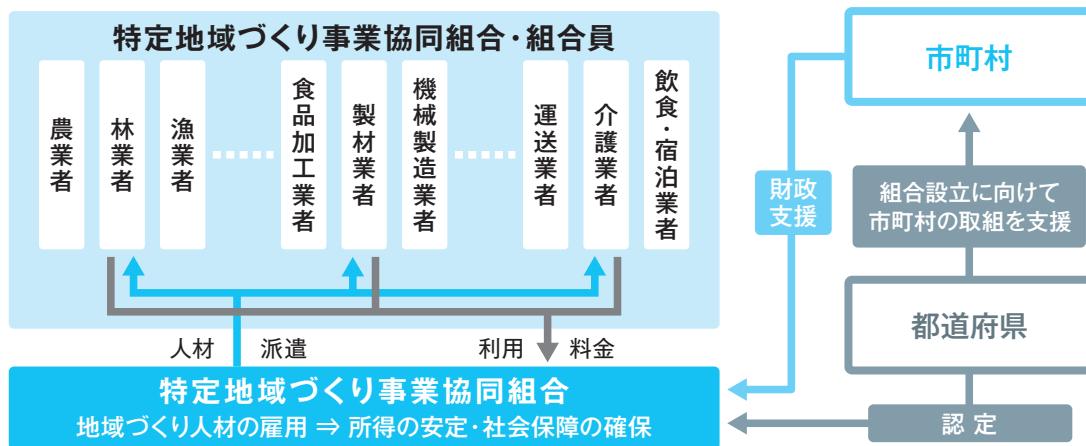 特定地域づくり事業協同組合・組合員
農業者
林業者
漁業者
食品加工業者
製材業者
機械製造業者
運送業者
介護業者
飲食・宿泊業者
人材 派遣
利用 料金
特定地域づくり事業協同組合
地域づくり人材の雇用 ⇒ 所得の安定・社会保障の確保
市町村
財政
支援
組合設立に向けて
市町村の取組を支援
都道府県
認定